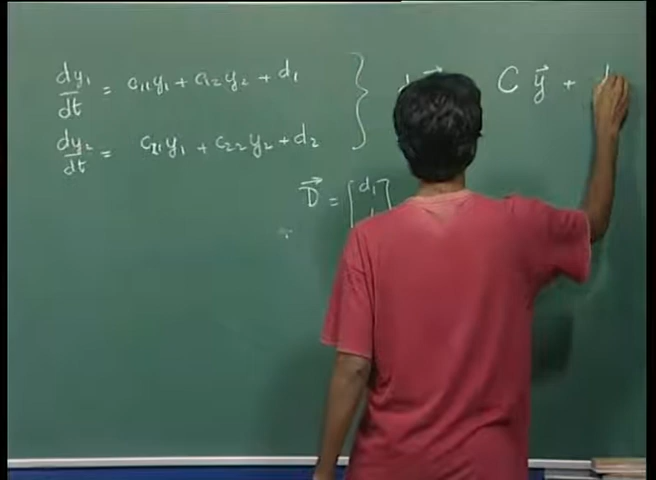 dy₁/dt = c₁₁y₁ + c₁₂y₂ + d₁ }
C y⃗ +
dy₂/dt = c₂₁y₁ + c₂₂y₂ + d₂
D⃗ = [ d₁